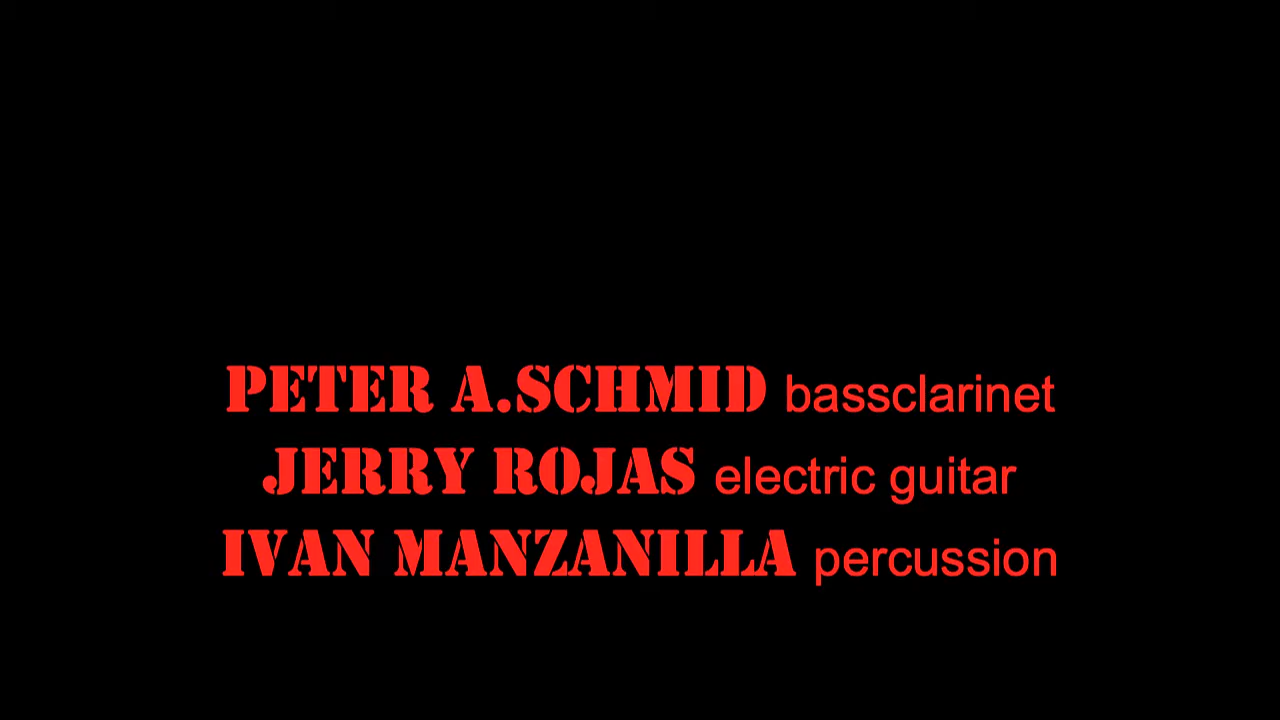 PETER A.SCHMID bassclarinet
JERRY ROJAS electric guitar
IVAN MANZANILLA percussion